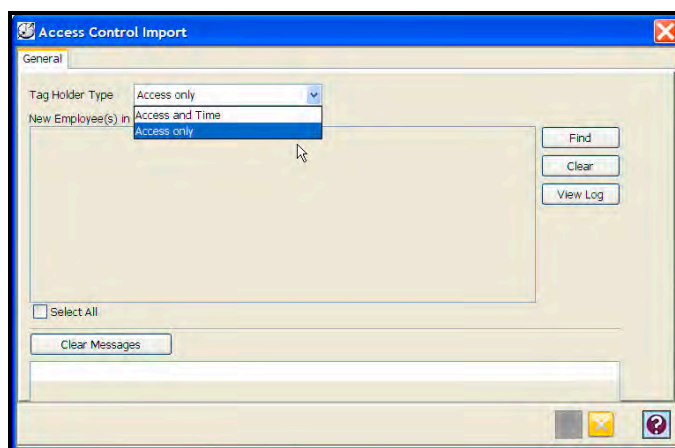 Access Control Import
General
Tag Holder Type Access only
Access and Time
New Employee(s) in
Access only
Find
Clear
View Log
Select All
Clear Messages
?